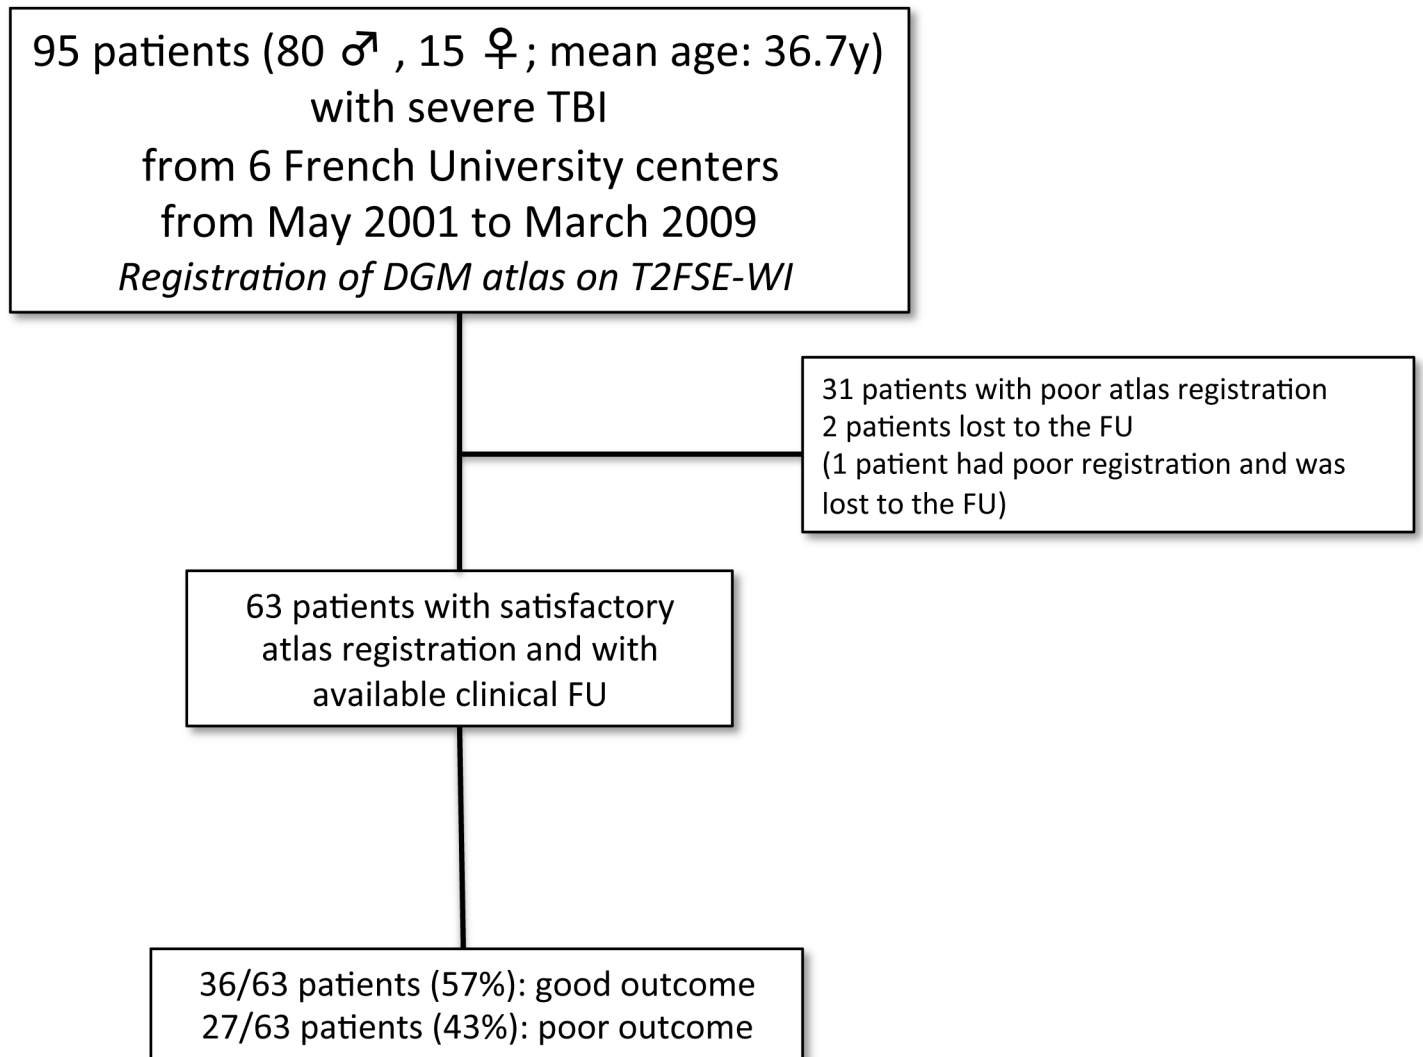 95 patients (80 ♂ , 15 ♀; mean age: 36.7y)
with severe TBI
from 6 French University centers
from May 2001 to March 2009
Registration of DGM atlas on T2FSE-WI
31 patients with poor atlas registration
2 patients lost to the FU
(1 patient had poor registration and was
lost to the FU)
63 patients with satisfactory
atlas registration and with
available clinical FU
36/63 patients (57%): good outcome
27/63 patients (43%): poor outcome